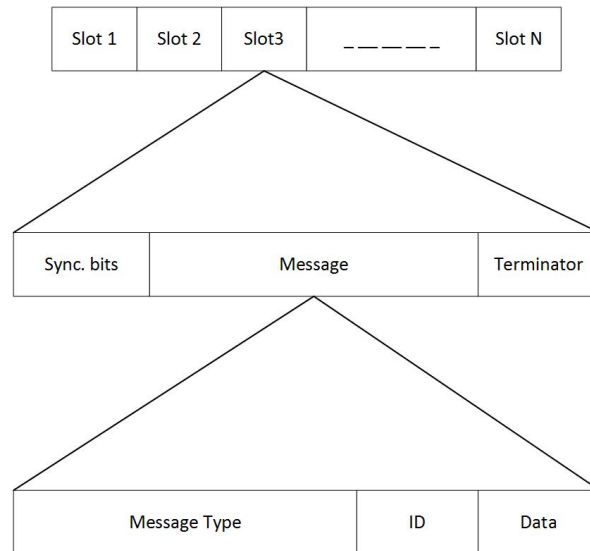 Slot 1 Slot 2 Slot3 _ _ _ _ _ Slot N
Sync. bits Message Terminator
Message Type ID Data